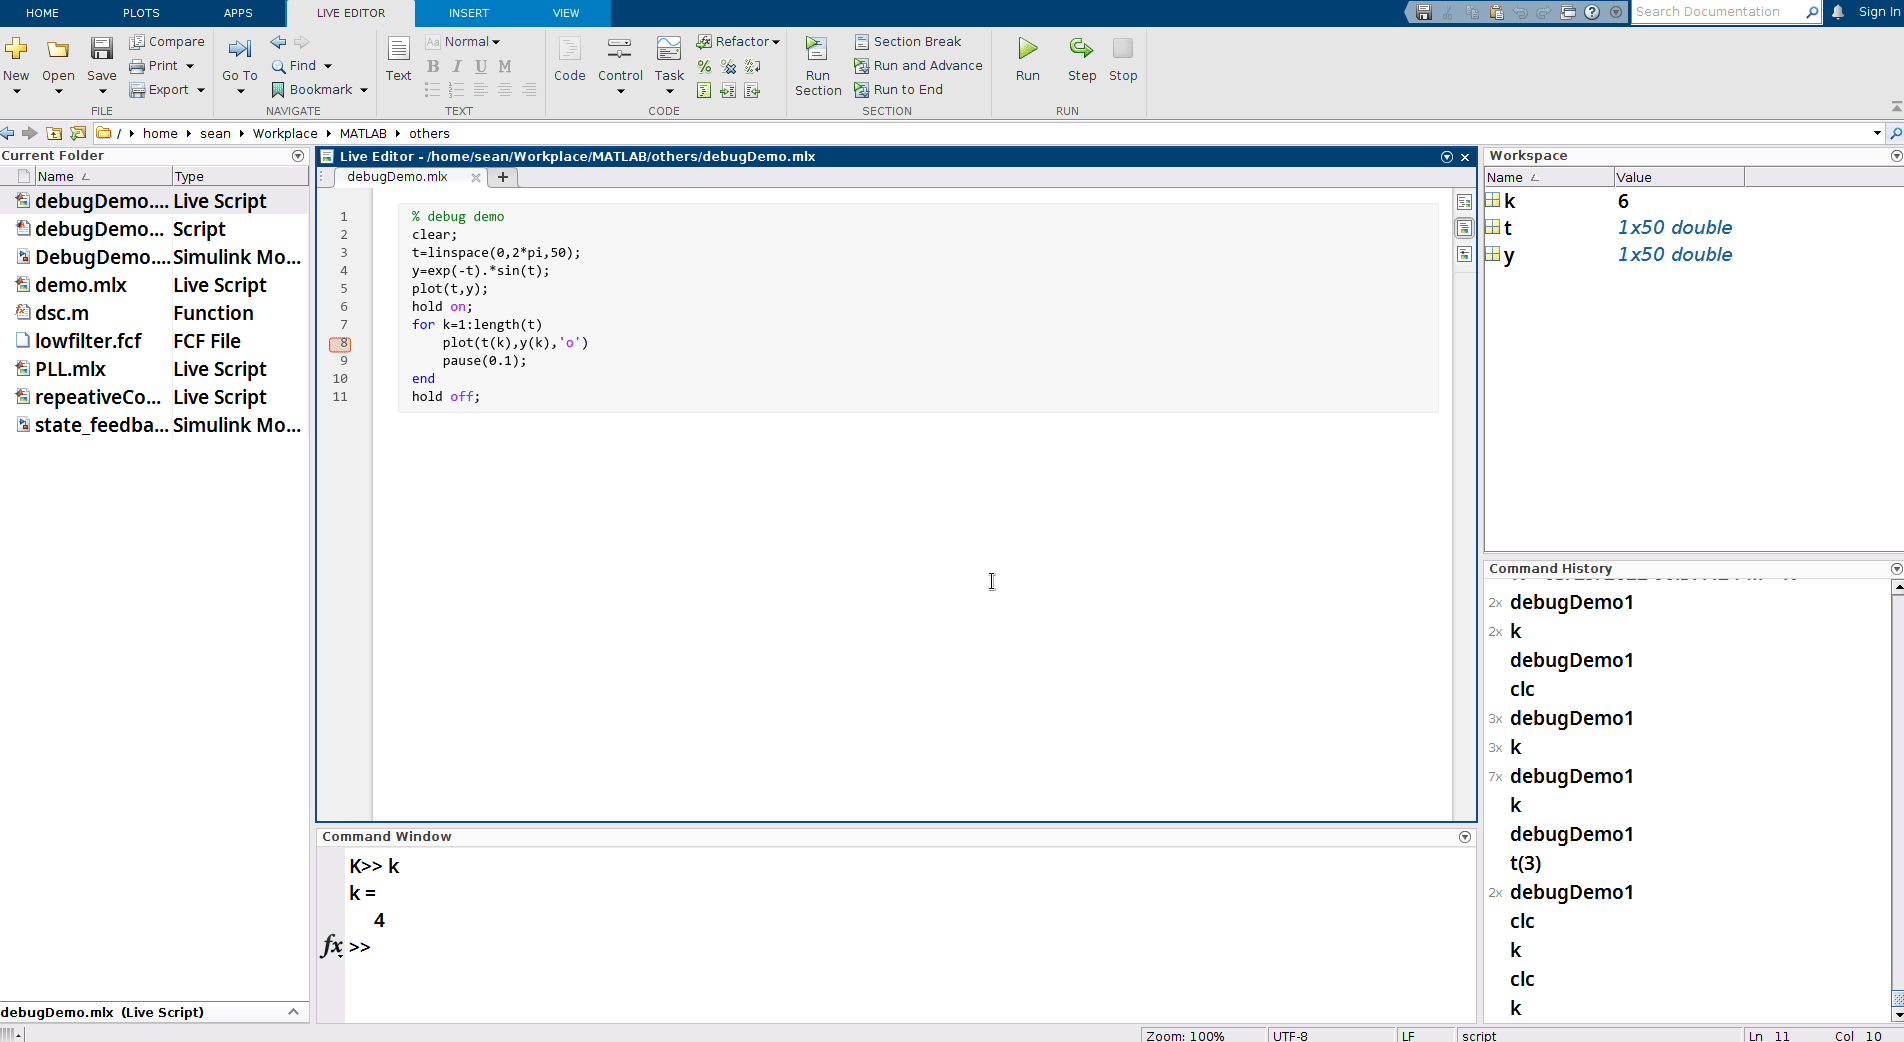 HOME PLOTS APPS LIVE EDITOR INSERT VIEW Search Documentation Sign In
New Open Save Compare Print Export
FILE
Go To Find Bookmark
NAVIGATE
Text Aa Normal
B I U M
TEXT
Code Control Task Refactor
CODE
Run Section Section Break
Run and Advance
Run to End
SECTION
Run Step Stop
RUN
/ home sean Workplace MATLAB others
Current Folder
Name Type
debugDemo.... Live Script
debugDemo... Script
DebugDemo.... Simulink Mo...
demo.mlx Live Script
dsc.m Function
lowfilter.fcf FCF File
PLL.mlx Live Script
repeativeCo... Live Script
state_feedba... Simulink Mo...
debugDemo.mlx (Live Script)
Live Editor - /home/sean/Workplace/MATLAB/others/debugDemo.mlx
debugDemo.mlx
1 % debug demo
2 clear;
3 t=linspace(0,2*pi,50);
4 y=exp(-t).*sin(t);
5 plot(t,y);
6 hold on;
7 for k=1:length(t)
8 plot(t(k),y(k),'o')
9 pause(0.1);
10 end
11 hold off;
Command Window
K>> k
k =
4
fx >>
Workspace
Name Value
k 6
t 1x50 double
y 1x50 double
Command History
2x debugDemo1
2x k
debugDemo1
clc
3x debugDemo1
3x k
7x debugDemo1
k
debugDemo1
t(3)
2x debugDemo1
clc
k
clc
k
Zoom: 100% UTF-8 LF script Ln 11 Col 10